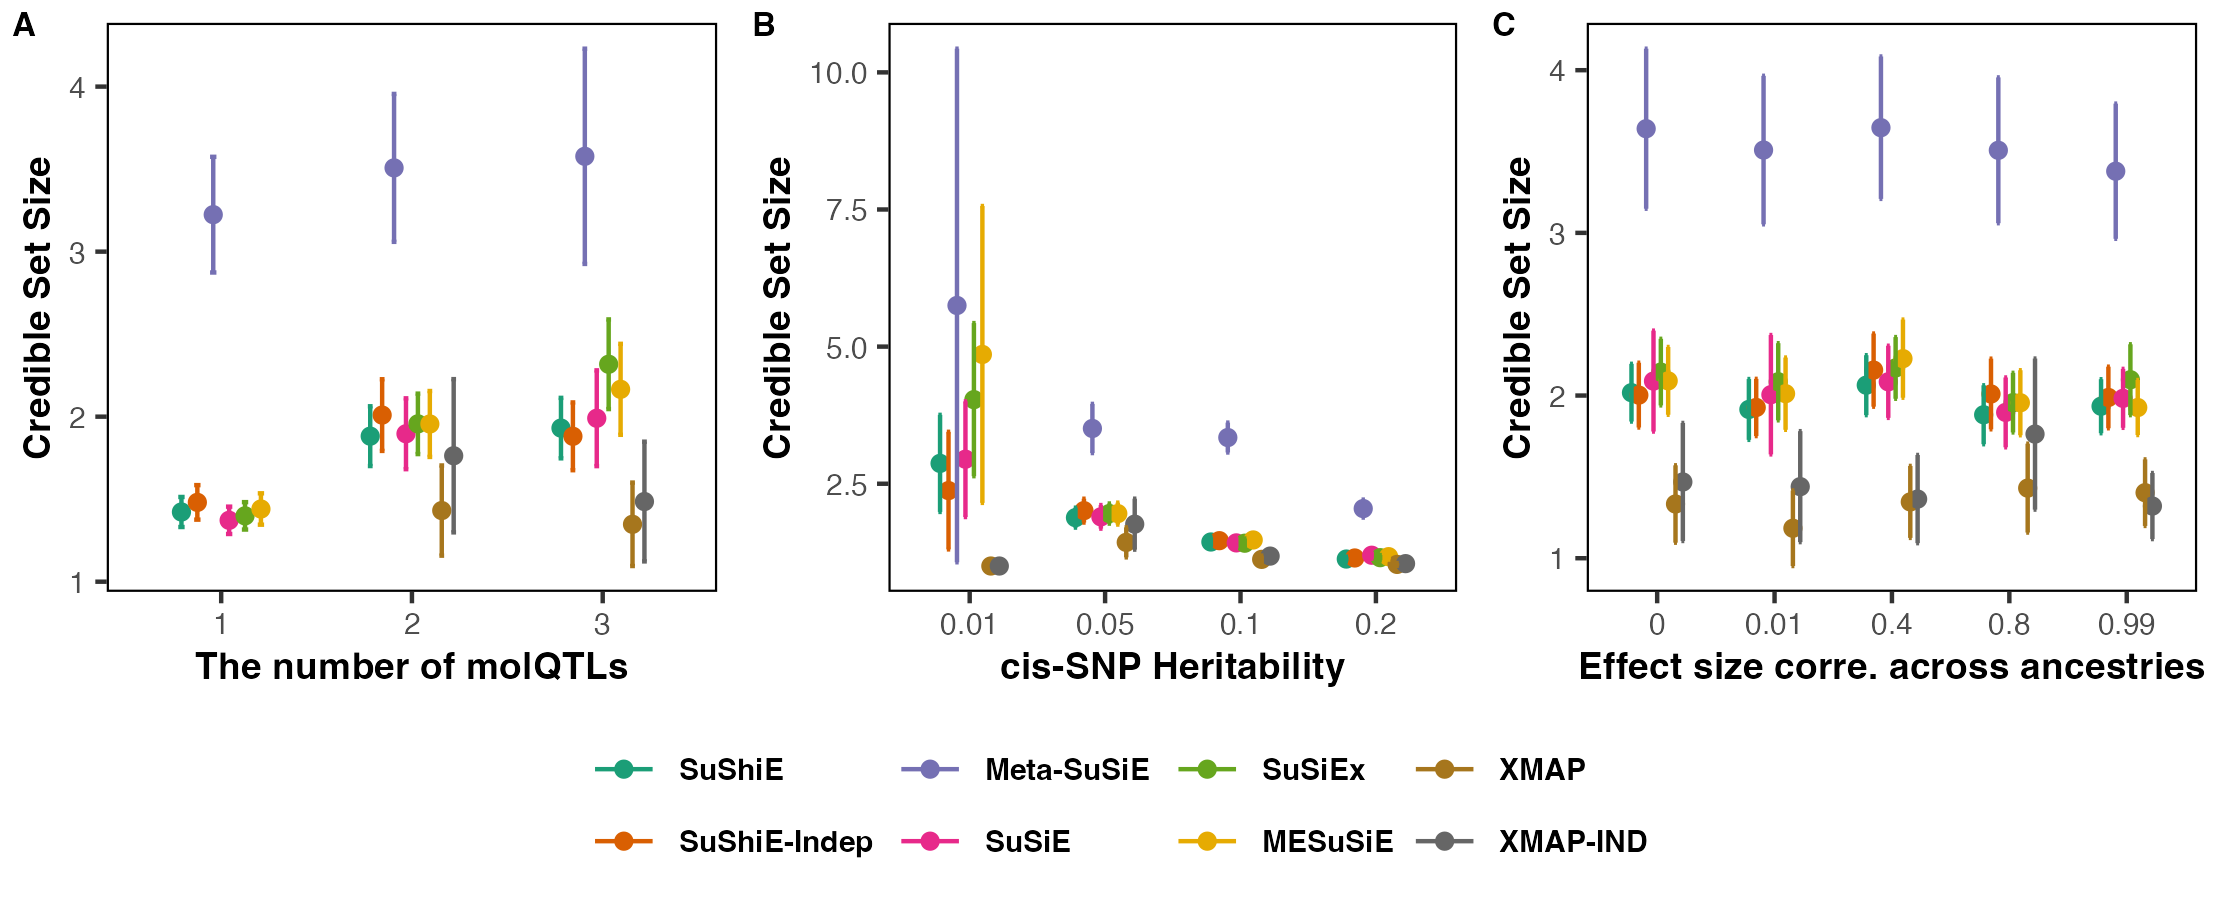 A
Credible Set Size
4
3
2
1
1 2 3
The number of molQTLs
B
Credible Set Size
10.0
7.5
5.0
2.5
0.01 0.05 0.1 0.2
cis-SNP Heritability
C
Credible Set Size
4
3
2
1
0 0.01 0.4 0.8 0.99
Effect size corre. across ancestries
SuShiE Meta-SuSiE SuSiEx XMAP
SuShiE-Indep SuSiE MESuSiE XMAP-IND